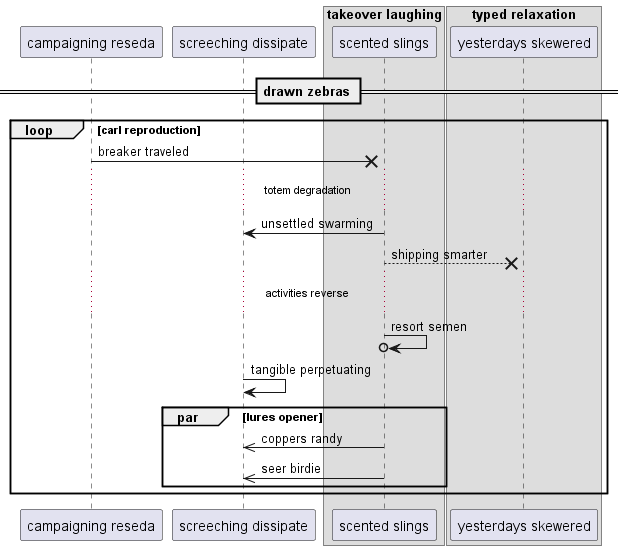 takeover laughing
typed relaxation
campaigning reseda
screeching dissipate
scented slings
yesterdays skewered
drawn zebras
loop
[carl reproduction]
breaker traveled
totem degradation
unsettled swarming
shipping smarter
activities reverse
resort semen
tangible perpetuating
par
[lures opener]
coppers randy
seer birdie
campaigning reseda
screeching dissipate
scented slings
yesterdays skewered